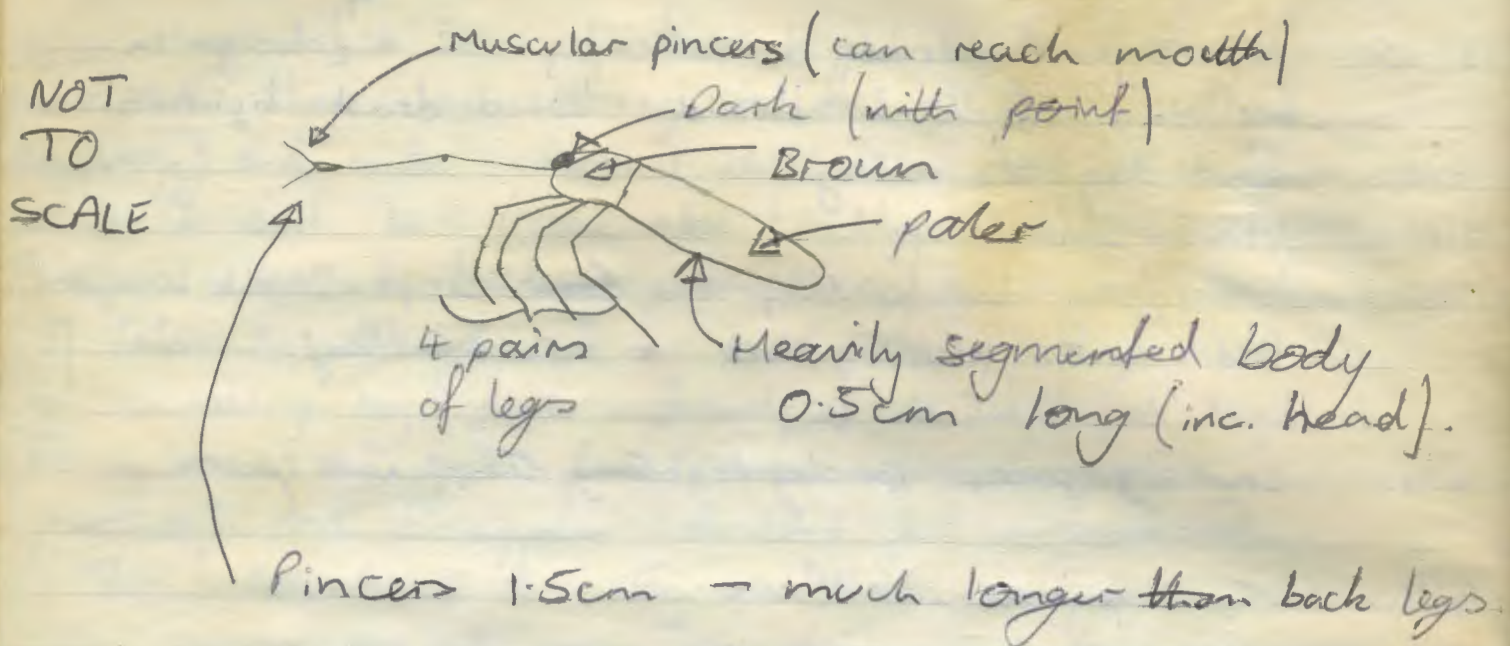 Muscular pincers (can reach mouth)
NOT
TO
SCALE
Dark (with point)
Brown
paler
4 pairs
of legs
Heavily segmented body
0.5cm long (inc. head).
Pincers 1.5cm - much longer than back legs.